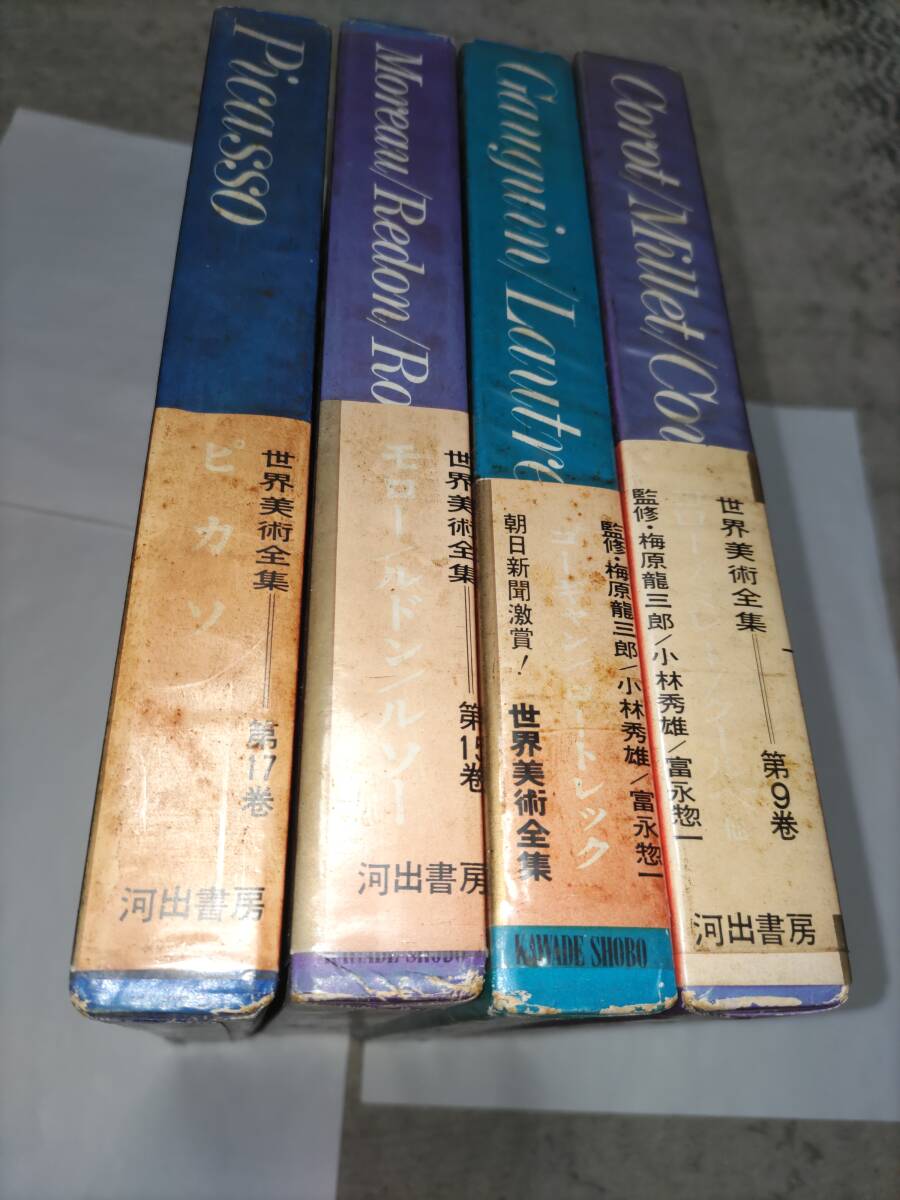 Picasso
世界美術全集
第17巻
ピカソ
河出書房
Moreau/Redon/Ro
世界美術全集
第15巻
モロー/ルドン/ルソー
河出書房
KAWADE SHOBO
Gauguin/Lautre
監修・梅原龍三郎/小林秀雄/富永惣一
ゴーギャン/ロートレック
朝日新聞激賞!
世界美術全集
KAWADE SHOBO
Corot/Millet/Cou
世界美術全集
第9巻
監修・梅原龍三郎/小林秀雄/富永惣一
河出書房